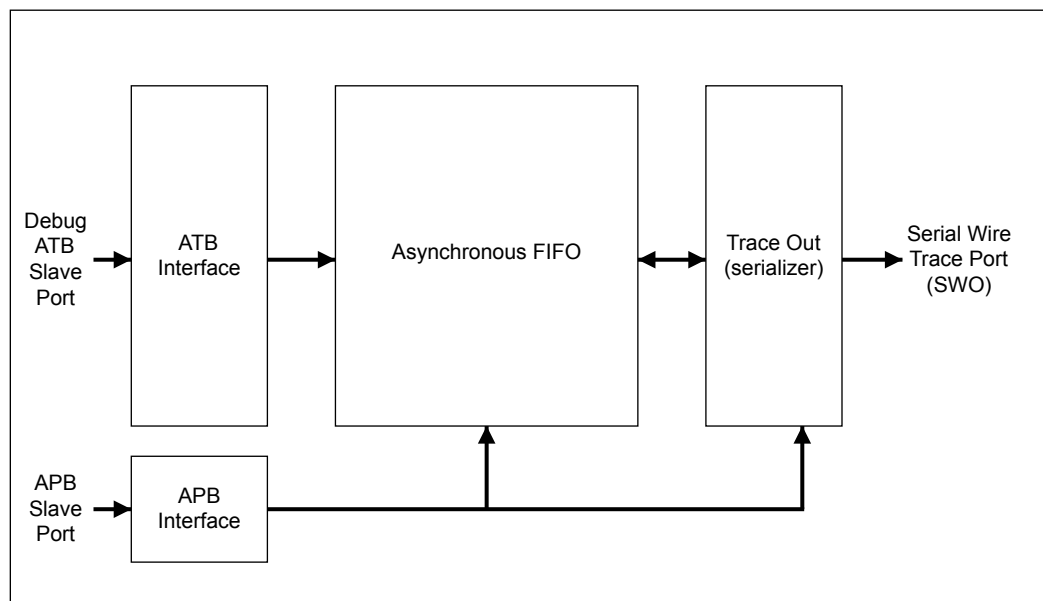 Debug
ATB
Slave
Port
ATB
Interface
Asynchronous FIFO
Trace Out
(serializer)
Serial Wire
Trace Port
(SWO)
APB
Slave
Port
APB
Interface